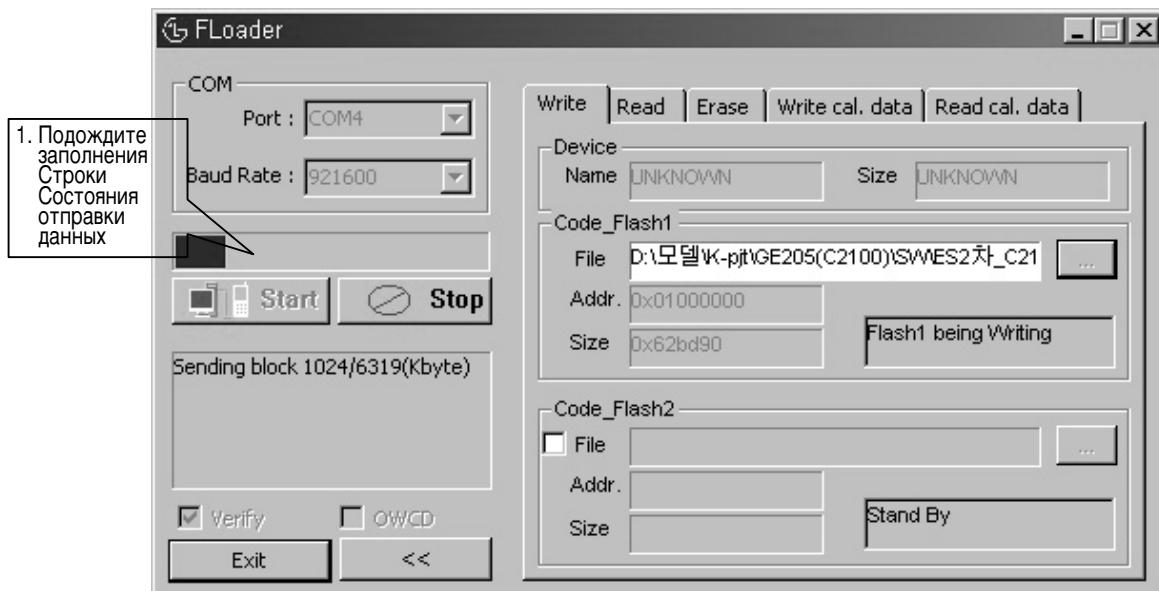 FLoader
1. Подождите
заполнения
Строки
Состояния
отправки
данных
COM
Port : COM4
Baud Rate : 921600
Start
Stop
Sending block 1024/6319(Kbyte)
Verify
OWCD
Exit
<<
Write Read Erase Write cal. data Read cal. data
Device
Name UNKNOWN Size UNKNOWN
Code_Flash1
File D:\모델\K-pjt\GE205(C2100)\SW\ES2차_C21 ...
Addr. 0x01000000
Size 0x62bd90
Flash1 being Writing
Code_Flash2
File ...
Addr.
Size
Stand By